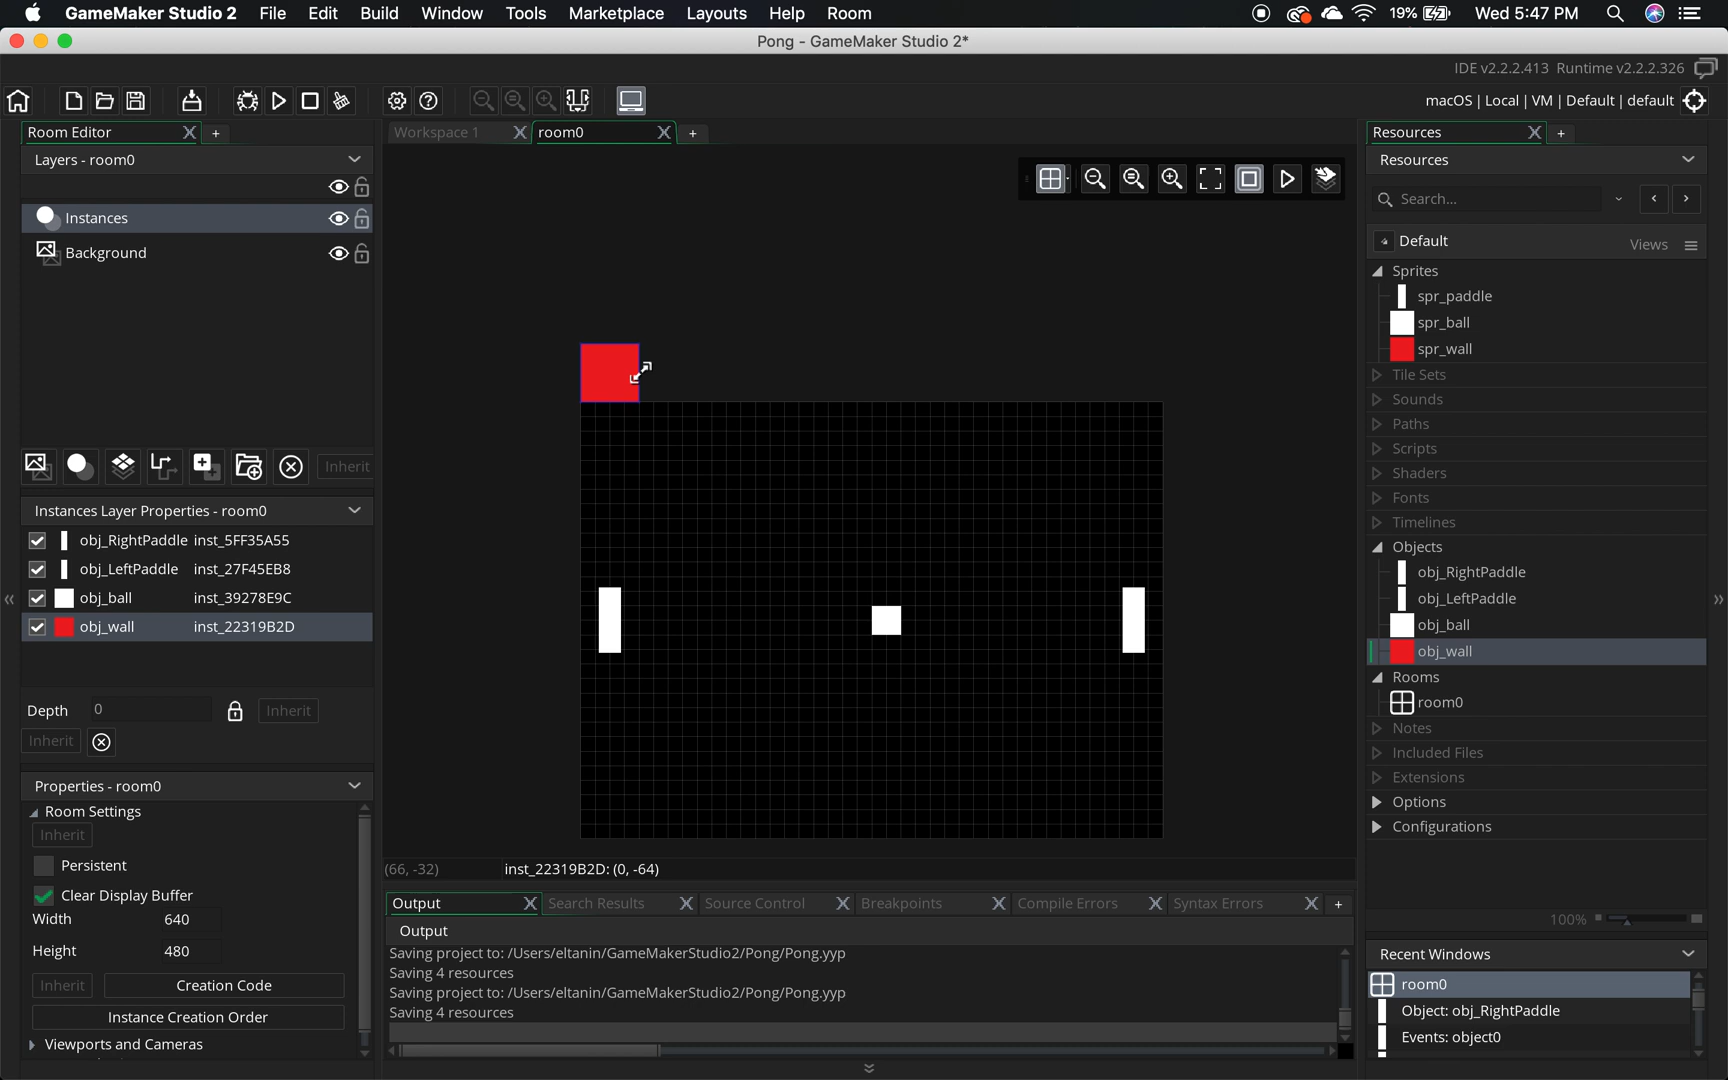 GameMaker Studio 2 File Edit Build Window Tools Marketplace Layouts Help Room 19% Wed 5:47 PM
Pong - GameMaker Studio 2*
IDE v2.2.2.413 Runtime v2.2.2.326
macOS | Local | VM | Default | default
Room Editor
Layers - room0
Instances
Background
Inherit
Instances Layer Properties - room0
obj_RightPaddle inst_5FF35A55
obj_LeftPaddle inst_27F45EB8
obj_ball inst_39278E9C
obj_wall inst_22319B2D
Depth 0 Inherit
Inherit
Properties - room0
Room Settings
Inherit
Persistent
Clear Display Buffer
Width 640
Height 480
Inherit Creation Code
Instance Creation Order
Viewports and Cameras
Workspace 1 room0
(66, -32) inst_22319B2D: (0, -64)
Output Search Results Source Control Breakpoints Compile Errors Syntax Errors
Output
Saving project to: /Users/eltanin/GameMakerStudio2/Pong/Pong.yyp
Saving 4 resources
Saving project to: /Users/eltanin/GameMakerStudio2/Pong/Pong.yyp
Saving 4 resources
Resources
Resources
Search...
Default Views
Sprites
spr_paddle
spr_ball
spr_wall
Tile Sets
Sounds
Paths
Scripts
Shaders
Fonts
Timelines
Objects
obj_RightPaddle
obj_LeftPaddle
obj_ball
obj_wall
Rooms
room0
Notes
Included Files
Extensions
Options
Configurations
100%
Recent Windows
room0
Object: obj_RightPaddle
Events: object0